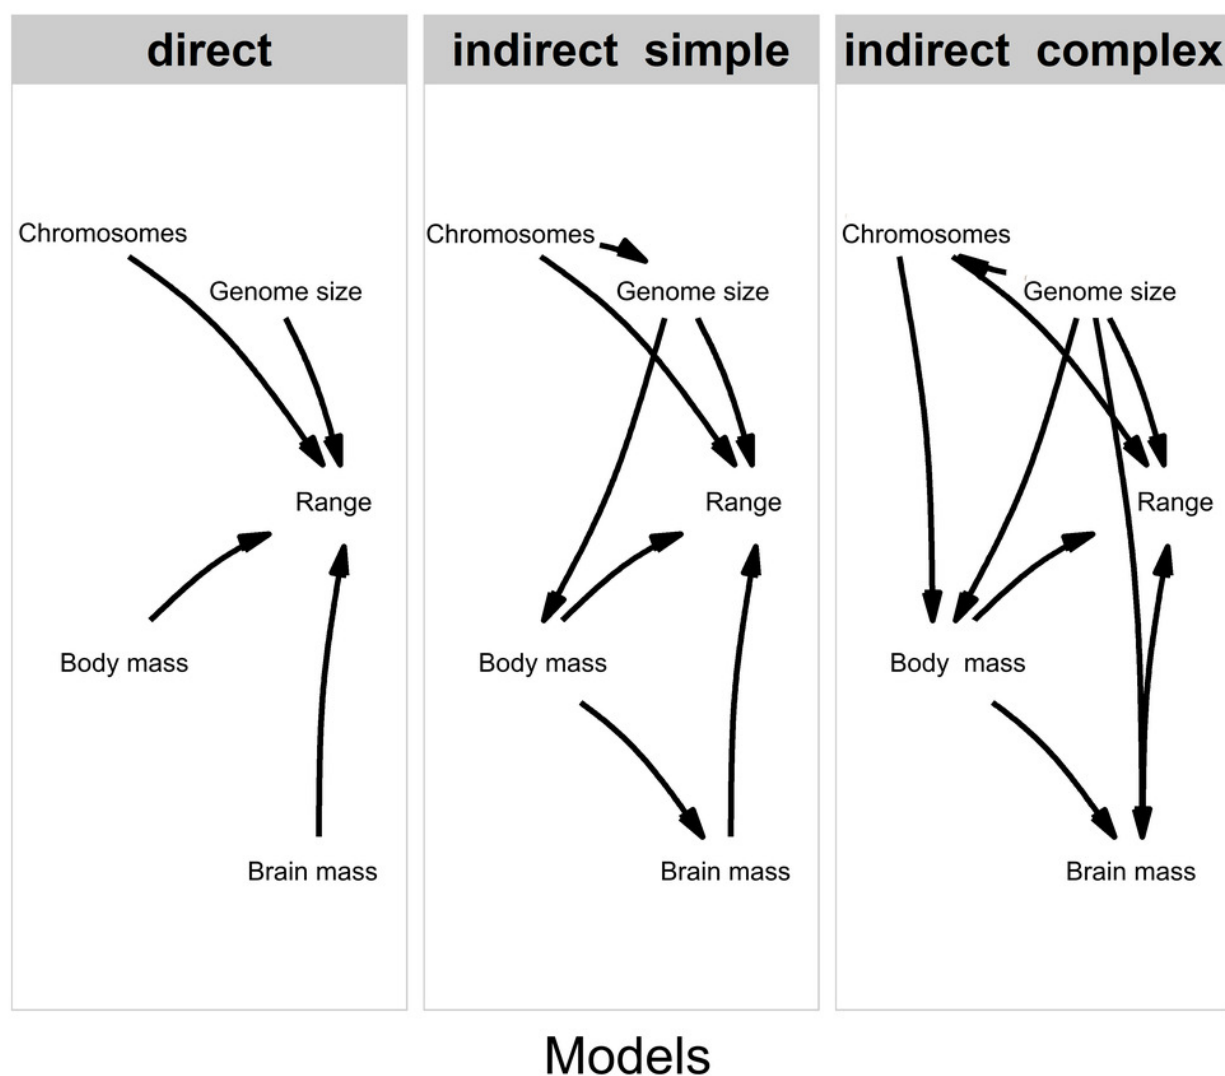 direct
Chromosomes
Genome size
Range
Body mass
Brain mass
indirect simple
Chromosomes
Genome size
Range
Body mass
Brain mass
indirect complex
Chromosomes
Genome size
Range
Body mass
Brain mass
Models